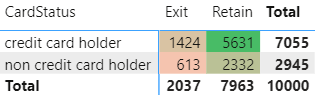 CardStatus Exit Retain Total
credit card holder 1424 5631 7055
non credit card holder 613 2332 2945
Total 2037 7963 10000